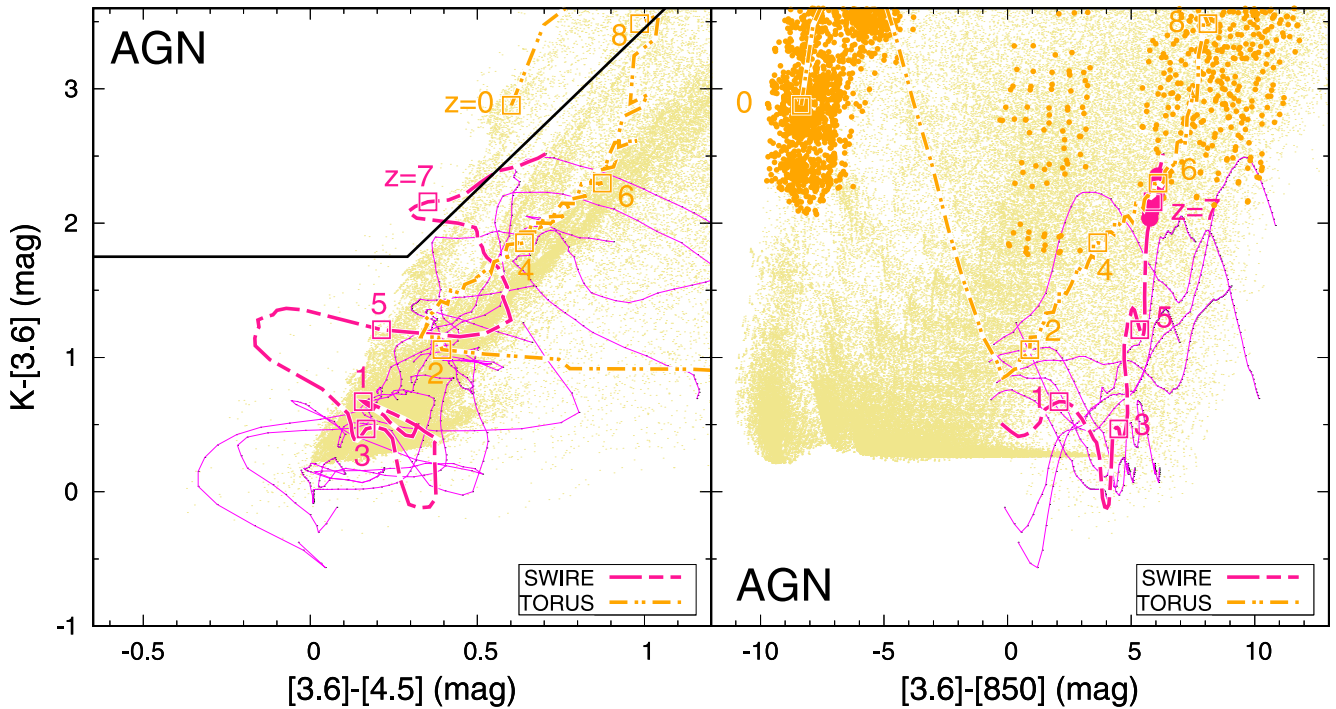 AGN
8
z=0
z=7
6
4
5
2
1
3
SWIRE
TORUS
K-[3.6] (mag)
3
2
1
0
-1
-0.5
0
0.5
1
[3.6]-[4.5] (mag)
8
0
6
z=7
4
5
2
1
3
AGN
SWIRE
TORUS
-10
-5
0
5
10
[3.6]-[850] (mag)